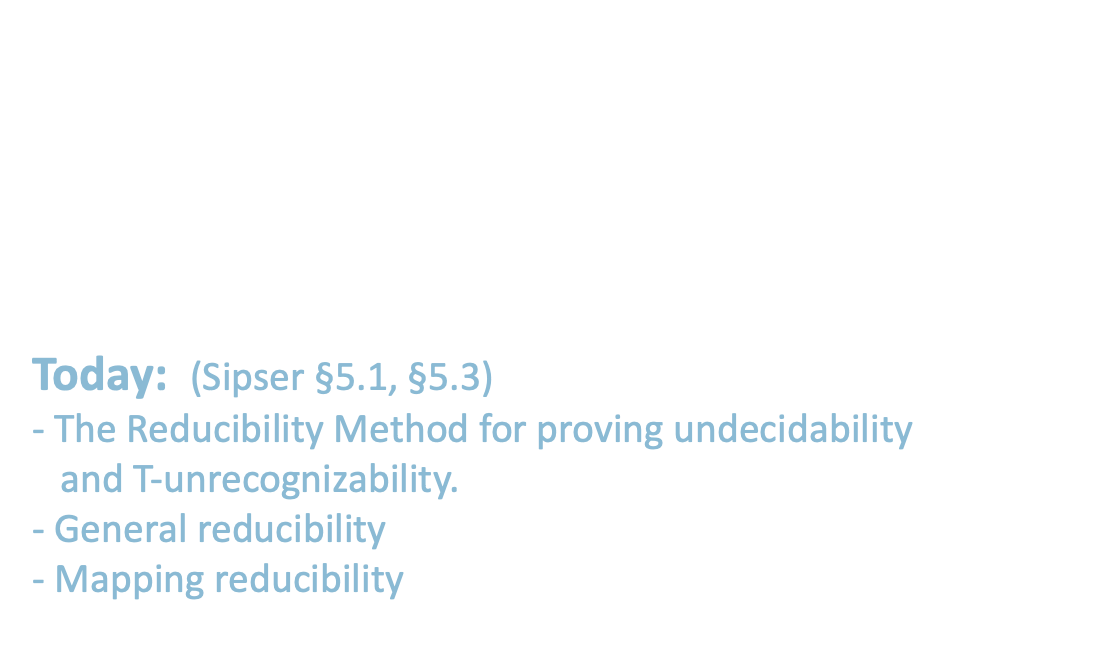 Today: (Sipser §5.1, §5.3)
- The Reducibility Method for proving undecidability
and T-unrecognizability.
- General reducibility
- Mapping reducibility